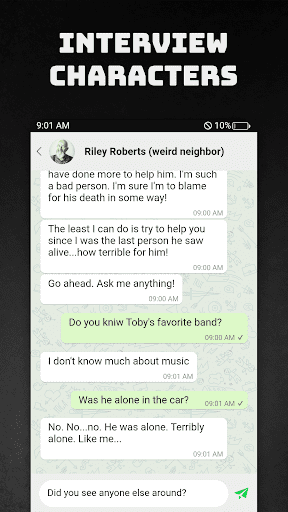 INTERVIEW
CHARACTERS
9:01 AM
10%
Riley Roberts (weird neighbor)
have done more to help him. I'm such
a bad person. I'm sure I'm to blame
for his death in some way!
09:00 AM
The least I can do is try to help you
since I was the last person he saw
alive...how terrible for him!
09:00 AM
Go ahead. Ask me anything!
09:00 AM
Do you kniw Toby's favorite band?
09:00 AM ✓
I don't know much about music
09:01 AM
Was he alone in the car?
09:01 AM ✓
No. No...no. He was alone. Terribly
alone. Like me...
09:01 AM
Did you see anyone else around?